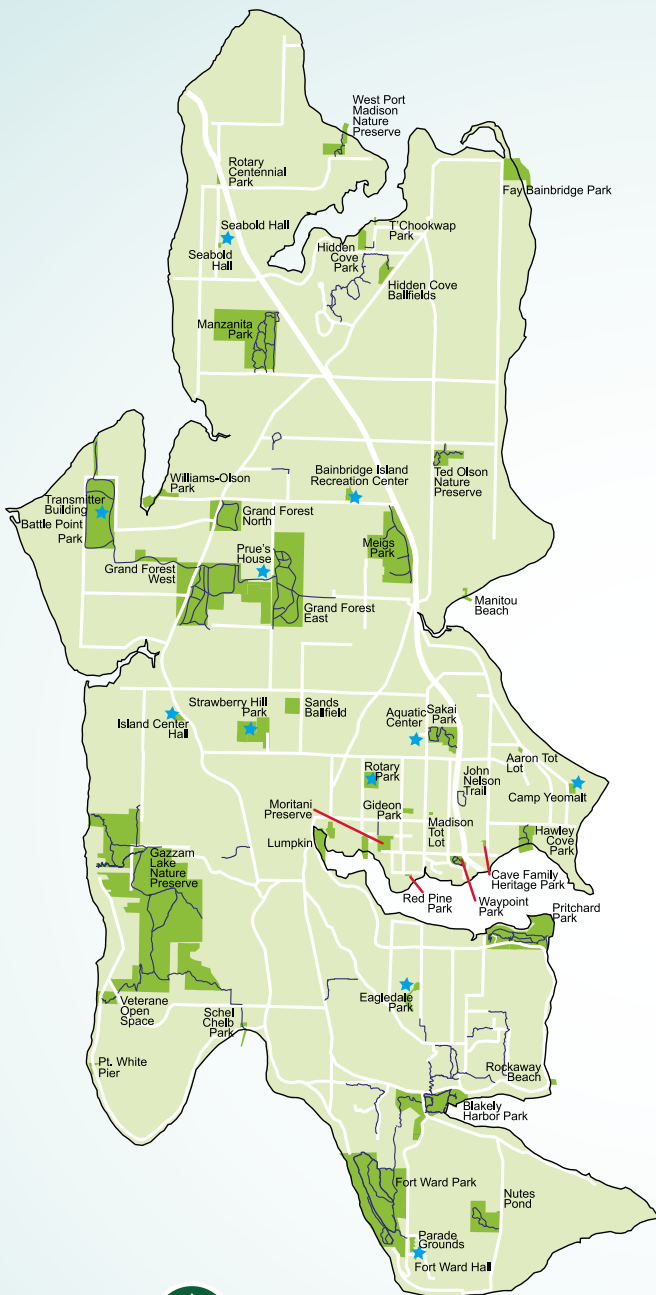 West Port
Madison
Nature
Preserve
Rotary
Centennial
Park
Fay Bainbridge Park
Seabold Hall
T'Chookwap
Park
Seabold
Hall
Hidden
Cove
Park
Hidden Cove
Ballfields
Manzanita
Park
Williams-Olson
Park
Bainbridge Island
Recreation Center
Ted Olson
Nature
Preserve
Transmitter
Building
Battle Point
Park
Grand Forest
North
Prue's
House
Meigs
Park
Grand Forest
West
Grand Forest
East
Manitou
Beach
Strawberry Hill
Park
Sands
Ballfield
Island Center
Hall
Aquatic
Center
Sakai
Park
Aaron Tot
Lot
Rotary
Park
John
Nelson
Trail
Camp Yeomalt
Moritani
Preserve
Gideon
Park
Madison
Tot
Lot
Hawley
Cove
Park
Lumpkin
Gazzam
Lake
Nature
Preserve
Cave Family
Heritage Park
Red Pine
Park
Waypoint
Park
Pritchard
Park
Eagledale
Park
Veterane
Open
Space
Schel
Chelb
Park
Pt. White
Pier
Rockaway
Beach
Blakely
Harbor Park
Fort Ward Park
Nutes
Pond
Parade
Grounds
Fort Ward Hall